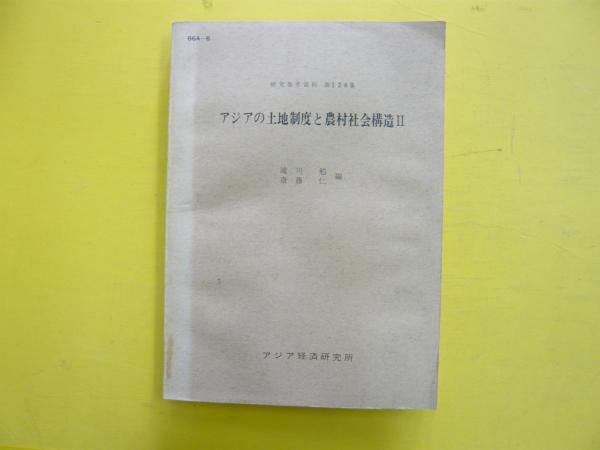 66A-6
研究参考資料 第128集
アジアの土地制度と農村社会構造II
滝川 勉
斎藤 仁 編
アジア経済研究所